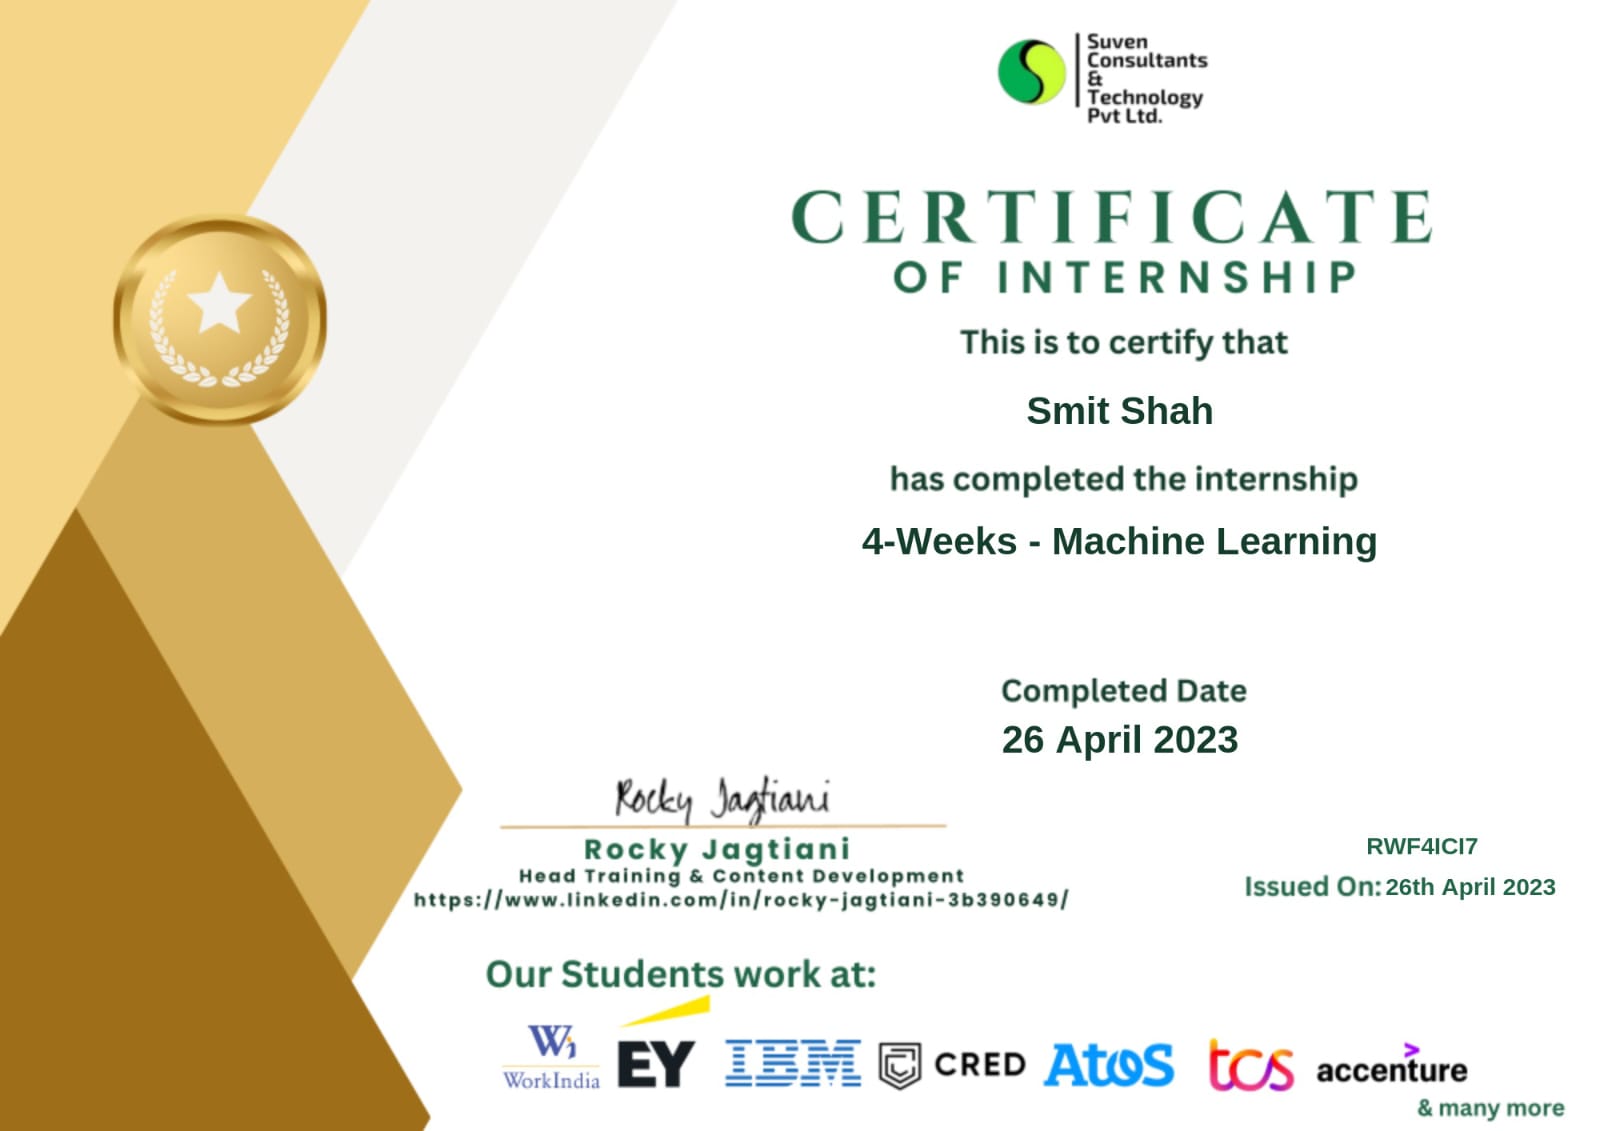 Suven
Consultants
&
Technology
Pvt Ltd.
CERTIFICATE
OF INTERNSHIP
This is to certify that
Smit Shah
has completed the internship
4-Weeks - Machine Learning
Completed Date
26 April 2023
Rocky Jagtiani
Rocky Jagtiani
Head Training & Content Development
https://www.linkedin.com/in/rocky-jagtiani-3b390649/
RWF4ICI7
Issued On: 26th April 2023
Our Students work at:
Wi
WorkIndia
EY
IBM
CRED
Atos
tcs
accenture
& many more